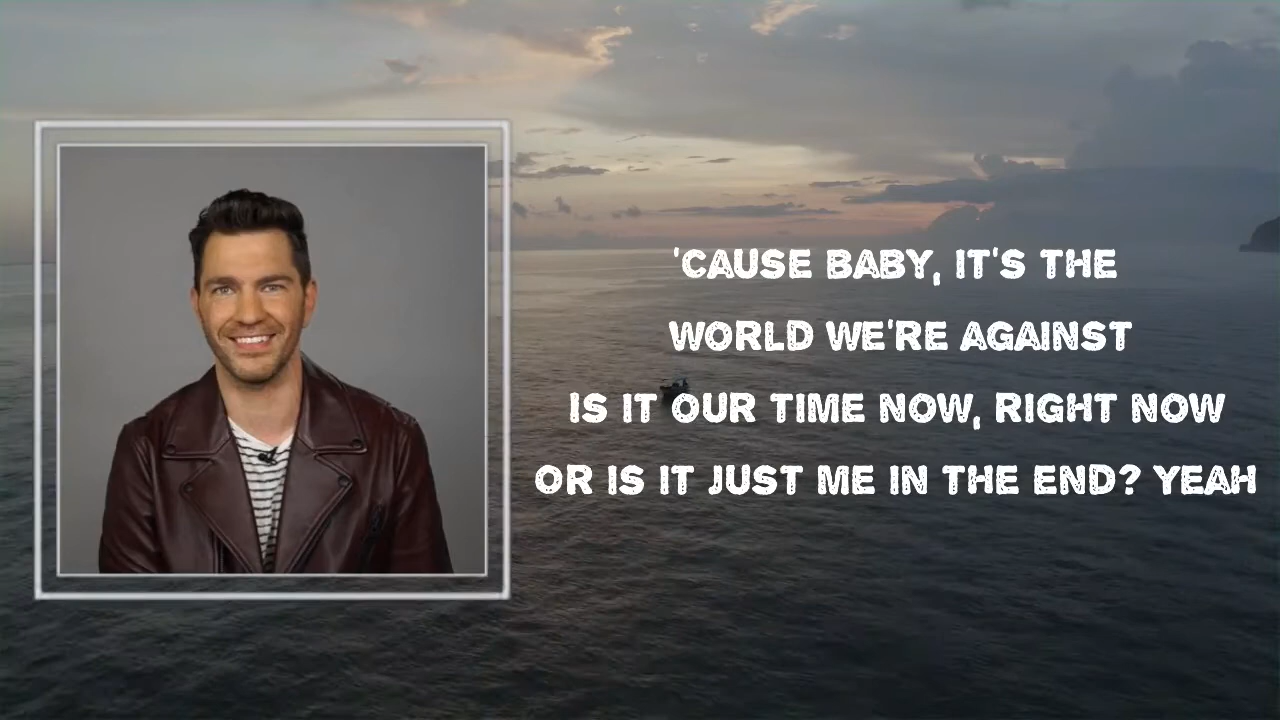 'CAUSE BABY, IT'S THE
WORLD WE'RE AGAINST
IS IT OUR TIME NOW, RIGHT NOW
OR IS IT JUST ME IN THE END? YEAH